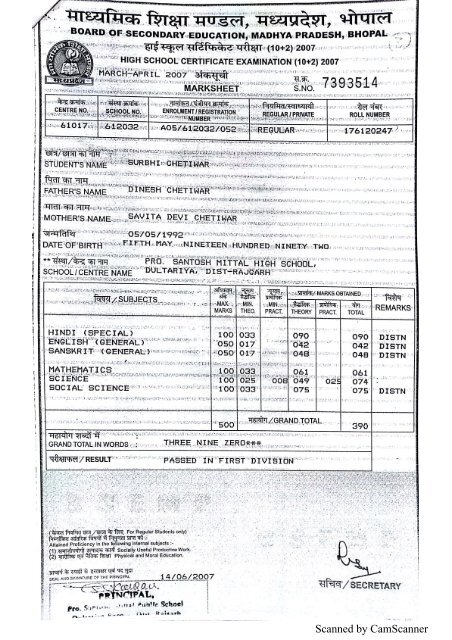 माध्यमिक शिक्षा मण्डल, मध्यप्रदेश, भोपाल
BOARD OF SECONDARY EDUCATION, MADHYA PRADESH, BHOPAL
हाई स्कूल सर्टिफिकेट परीक्षा (10+2) 2007
HIGH SCHOOL CERTIFICATE EXAMINATION (10+2) 2007
MARCH-APRIL 2007 अंकसूची
MARKSHEET
स.क्र.
S.NO. 7393514
केन्द्र क्रमांक संस्था क्रमांक नामांकन/पंजीयन क्रमांक नियमित/स्वाध्यायी रोल नंबर
CENTRE NO. SCHOOL NO. ENROLMENT/REGISTRATION NUMBER REGULAR/PRIVATE ROLL NUMBER
61017 612032 A05/612032/052 REGULAR 176120247
छात्र/छात्रा का नाम
STUDENT'S NAME SURBHI CHETIWAR
पिता का नाम
FATHER'S NAME DINESH CHETIWAR
माता का नाम
MOTHER'S NAME SAVITA DEVI CHETIWAR
जन्मतिथि 05/05/1992
DATE OF BIRTH FIFTH MAY NINETEEN HUNDRED NINETY TWO
** संस्था/केन्द्र का नाम PRO. SANTOSH MITTAL HIGH SCHOOL,
SCHOOL/CENTRE NAME DULTARIYA, DIST-RAJGARH
विषय/SUBJECTS
अधिकतम अंक MAX. MARKS
न्यूनतम सैद्धांतिक MIN. THEO.
न्यूनतम प्रायोगिक MIN. PRACT.
प्राप्तांक/MARKS OBTAINED
सैद्धांतिक THEORY
प्रायोगिक PRACT.
योग TOTAL
विशेष REMARKS
HINDI (SPECIAL) 100 033 090 090 DISTN
ENGLISH (GENERAL) 050 017 042 042 DISTN
SANSKRIT (GENERAL) 050 017 048 048 DISTN
MATHEMATICS 100 033 061 061
SCIENCE 100 025 008 049 025 074
SOCIAL SCIENCE 100 033 075 075 DISTN
500 महायोग/GRAND TOTAL 390
महायोग शब्दों में
GRAND TOTAL IN WORDS : THREE NINE ZERO***
परीक्षाफल/RESULT PASSED IN FIRST DIVISION
(केवल नियमित छात्र/छात्रा के लिए For Regular Students only)
निम्नांकित आंतरिक विषयों में निपुणता प्राप्त की :-
Attained Proficiency in the following internal subjects :-
(1) समाजोपयोगी उत्पादक कार्य Socially Useful Productive Work.
(2) शारीरिक एवं नैतिक शिक्षा Physical and Moral Education.
प्राचार्य के हस्ताक्षर एवं पद मुद्रा
SEAL AND SIGNATURE OF THE PRINCIPAL 14/06/2007
PRINCIPAL,
Public School
सचिव/SECRETARY
Scanned by CamScanner